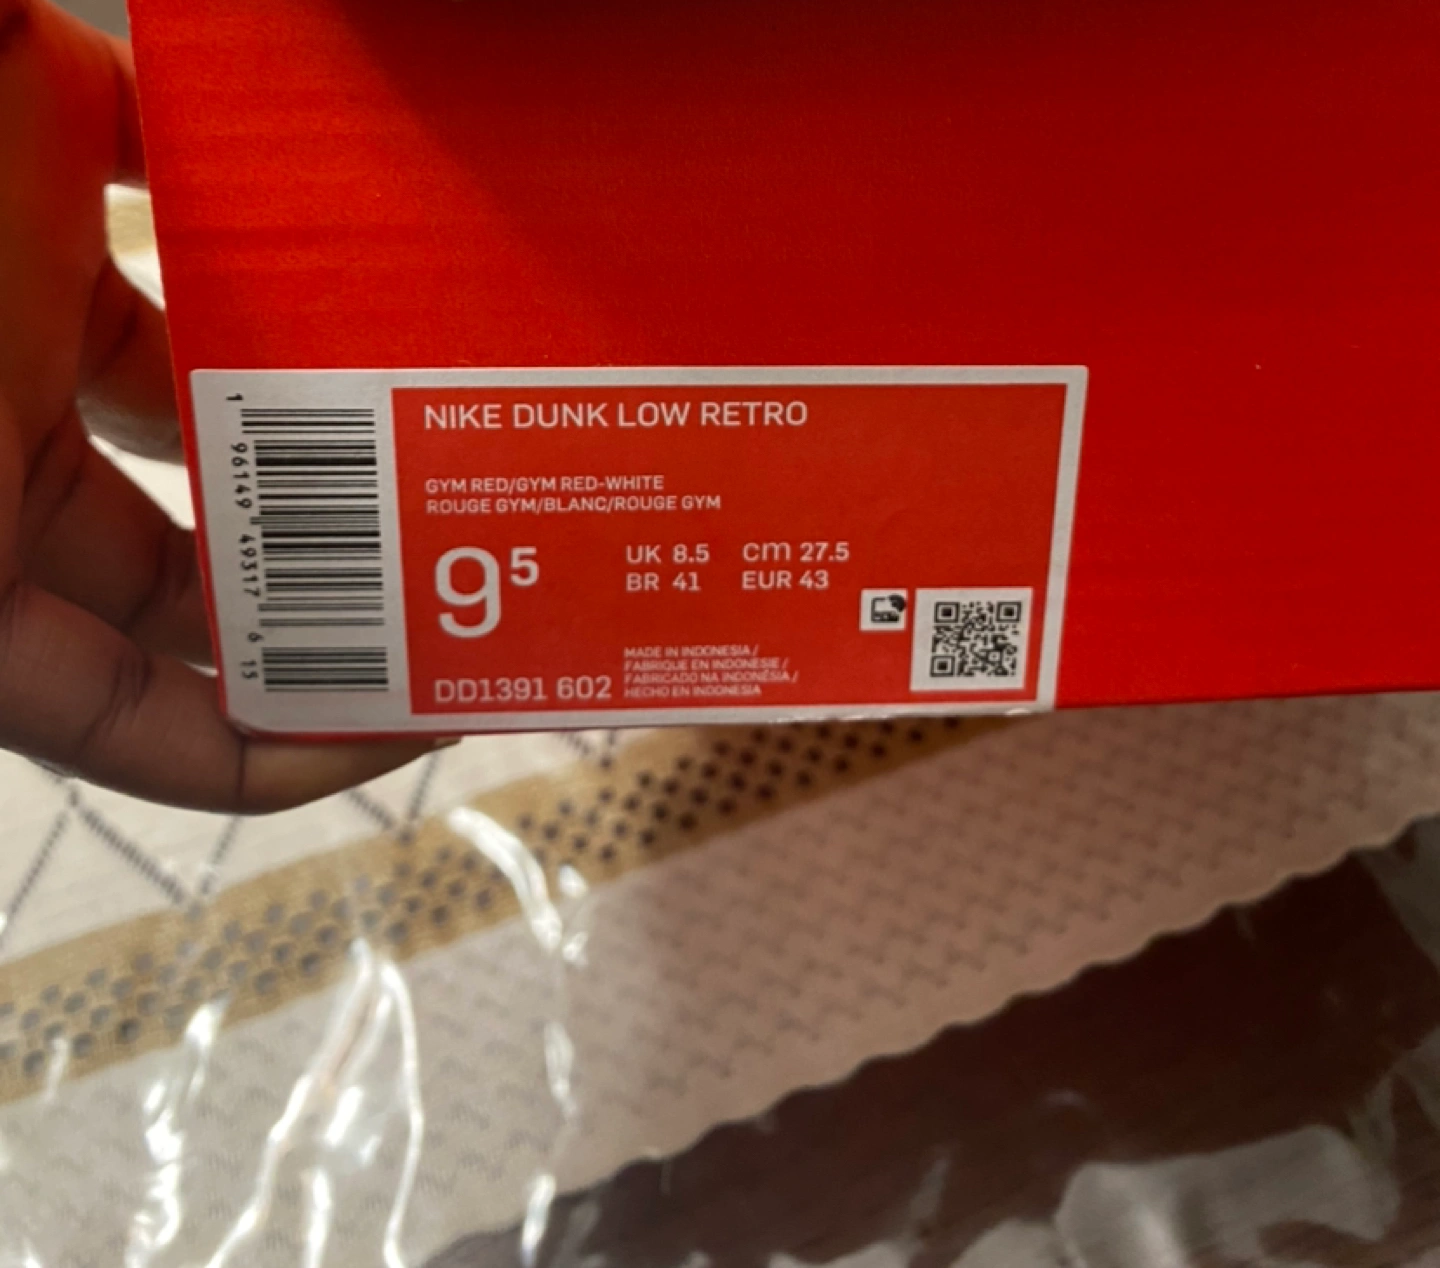 NIKE DUNK LOW RETRO
GYM RED/GYM RED-WHITE
ROUGE GYM/BLANC/ROUGE GYM
9⁵
UK 8.5 cm 27.5
BR 41 EUR 43
MADE IN INDONESIA /
FABRIQUE EN INDONESIE /
FABRICADO NA INDONÉSIA /
HECHO EN INDONESIA
DD1391 602
1 96149 49317 6 15